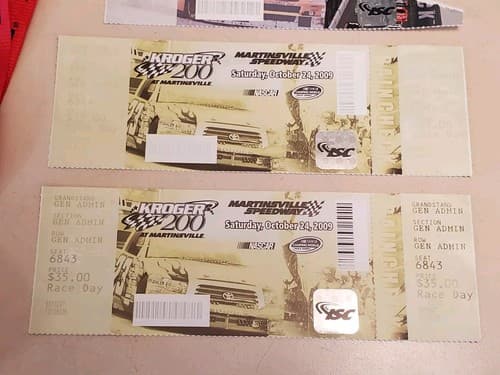 ISC
KROGER
200
AT MARTINSVILLE
MARTINSVILLE
SPEEDWAY
Saturday, October 24, 2009
NASCAR
ISC
GRANDSTAND
GEN ADMIN
SECTION
GEN ADMIN
ROW
GEN ADMIN
SEAT
6843
PRICE
$35.00
Race Day
KROGER
200
AT MARTINSVILLE
MARTINSVILLE
SPEEDWAY
Saturday, October 24, 2009
NASCAR
ISC
GRANDSTAND
GEN ADMIN
SECTION
GEN ADMIN
ROW
GEN ADMIN
SEAT
6843
PRICE
$35.00
Race Day